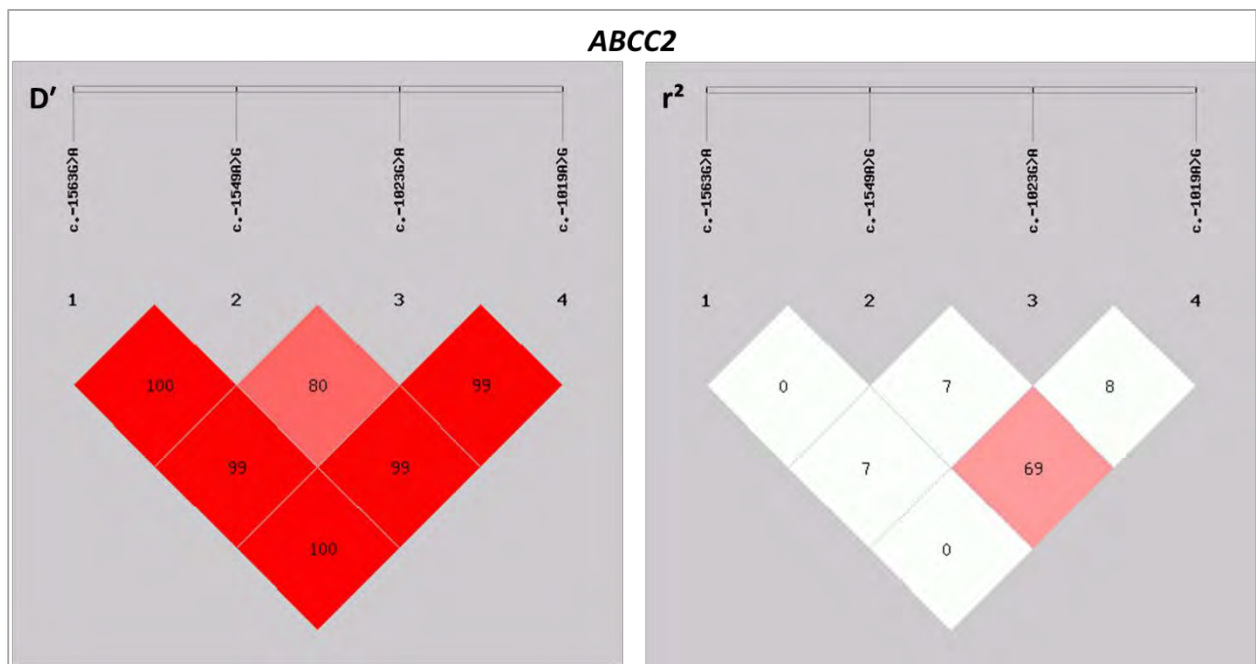 ABCC2
D′
c.-1563G>A
c.-1549A>G
c.-1023G>A
c.-1019A>G
1 2 3 4
100 80 99
99 99
100
r²
c.-1563G>A
c.-1549A>G
c.-1023G>A
c.-1019A>G
1 2 3 4
0 7 8
7 69
0